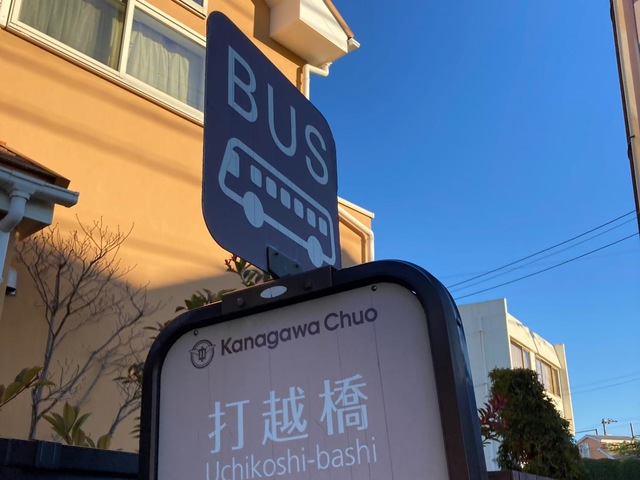 BUS
Kanagawa Chuo
打越橋
Uchikoshi-bashi